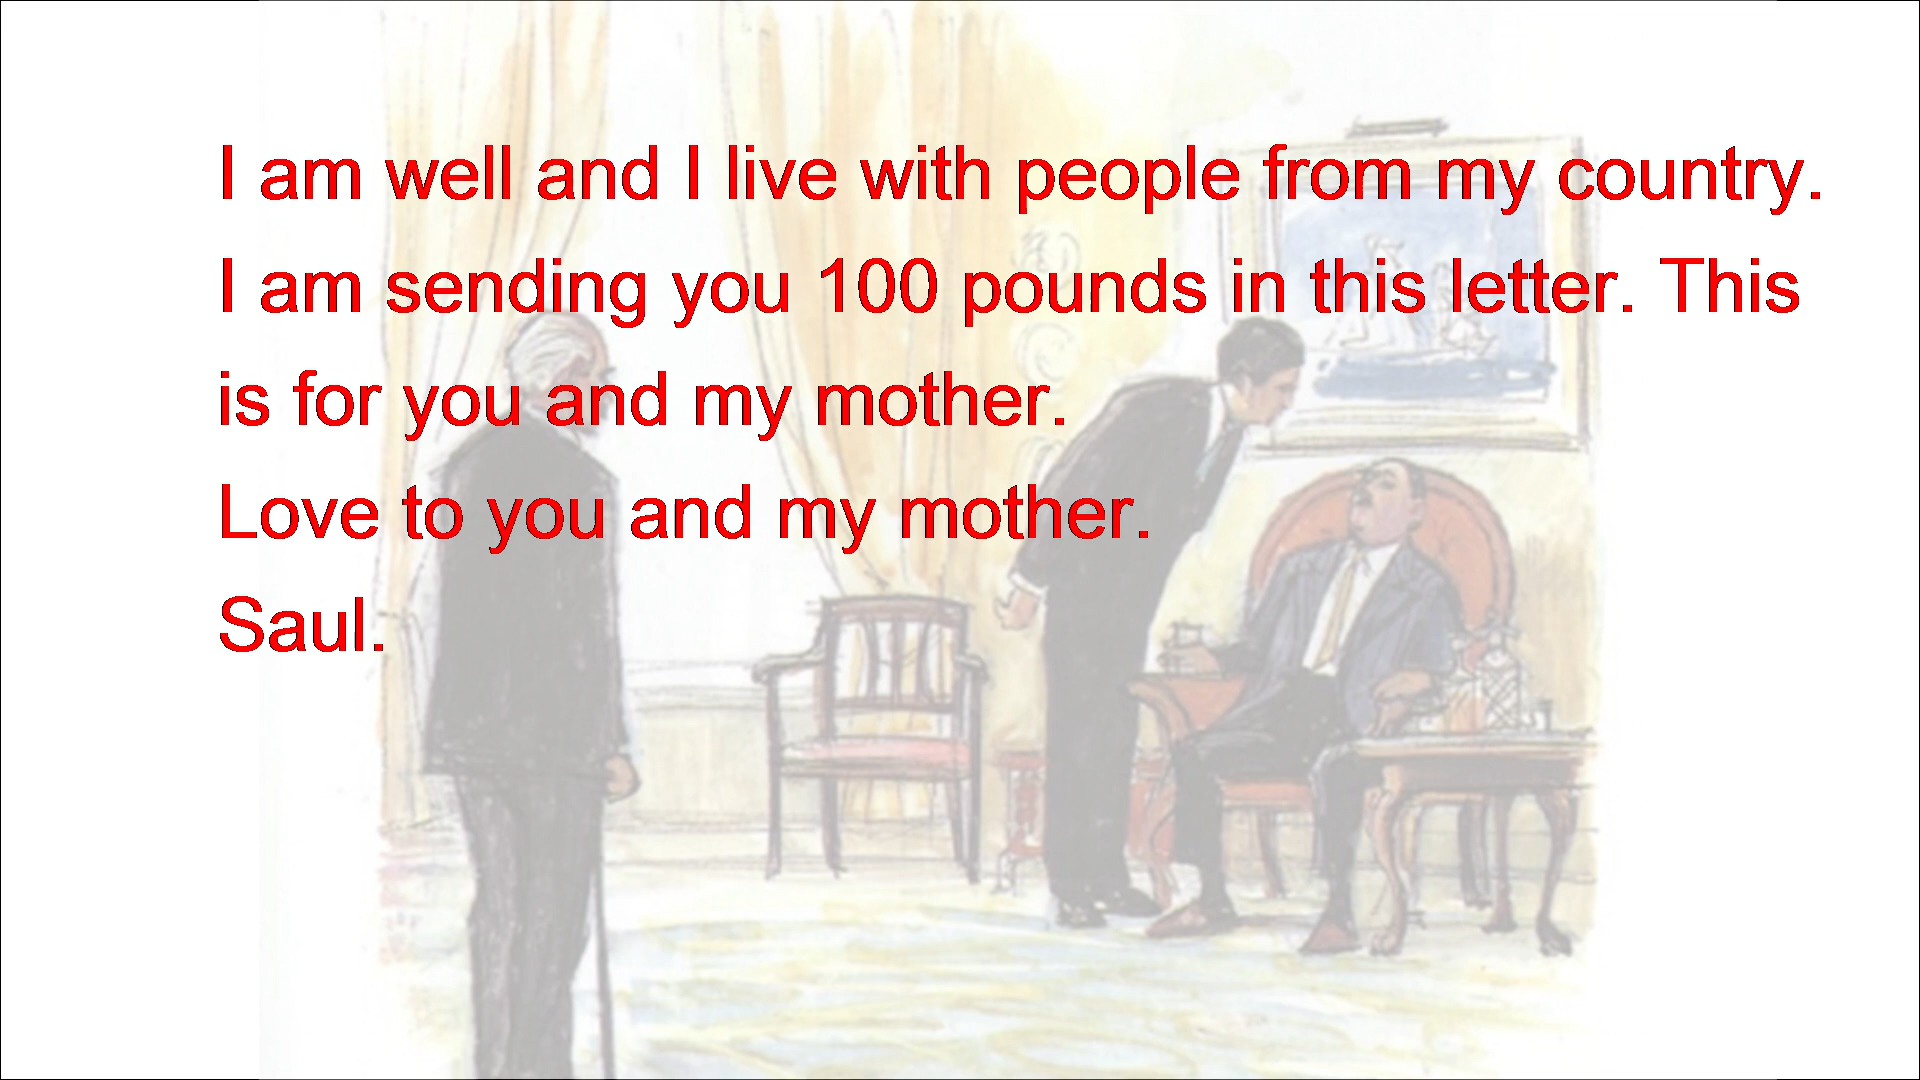 I am well and I live with people from my country.
I am sending you 100 pounds in this letter. This
is for you and my mother.
Love to you and my mother.
Saul.